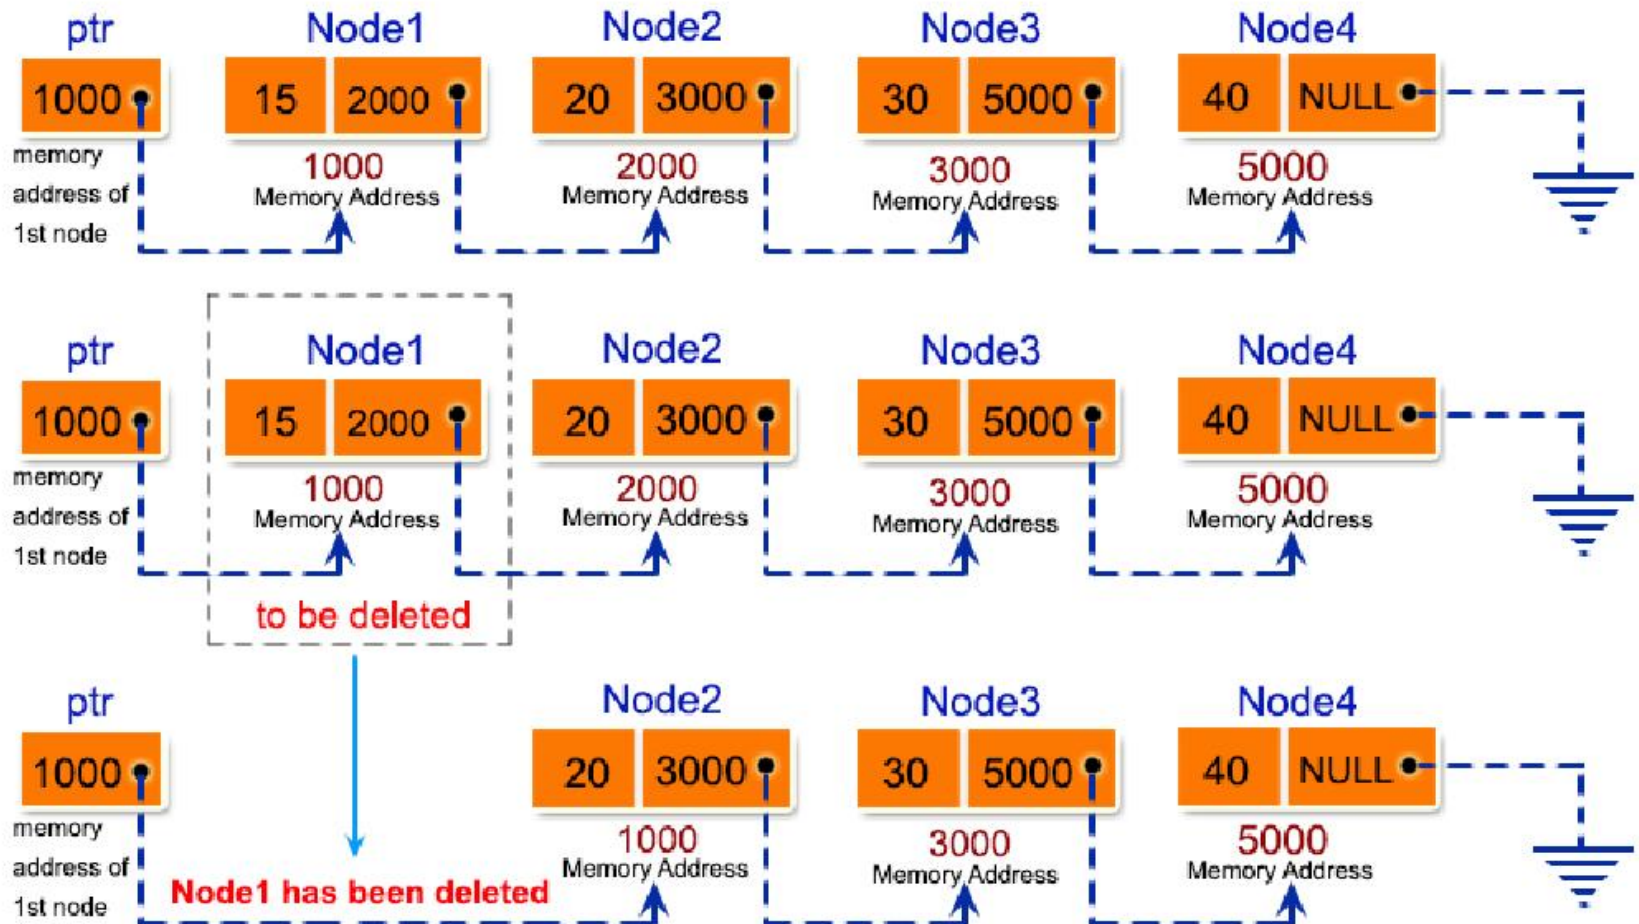 ptr Node1 Node2 Node3 Node4
1000 15 2000 20 3000 30 5000 40 NULL
memory 1000 2000 3000 5000
address of Memory Address Memory Address Memory Address Memory Address
1st node
ptr Node1 Node2 Node3 Node4
1000 15 2000 20 3000 30 5000 40 NULL
memory 1000 2000 3000 5000
address of Memory Address Memory Address Memory Address Memory Address
1st node
to be deleted
ptr Node2 Node3 Node4
1000 20 3000 30 5000 40 NULL
memory 1000 3000 5000
address of Memory Address Memory Address Memory Address
1st node Node1 has been deleted